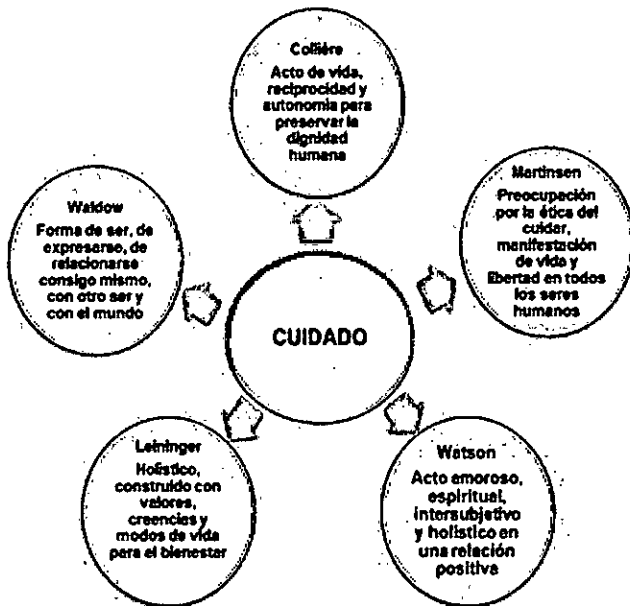 Collière
Acto de vida,
reciprocidad y
autonomia para
preservar la
dignidad
humana
Martinsen
Preocupación
por la ética del
cuidar,
manifestación
de vida y
libertad en todos
los seres
humanos
Waldow
Forma de ser, de
expresarse, de
relacionarse
consigo mismo,
con otro ser y
con el mundo
CUIDADO
Leininger
Holistico,
construido con
valores,
creencias y
modos de vida
para el bienestar
Watson
Acto amoroso,
espiritual,
intersubjetivo
y holístico en
una relación
positiva